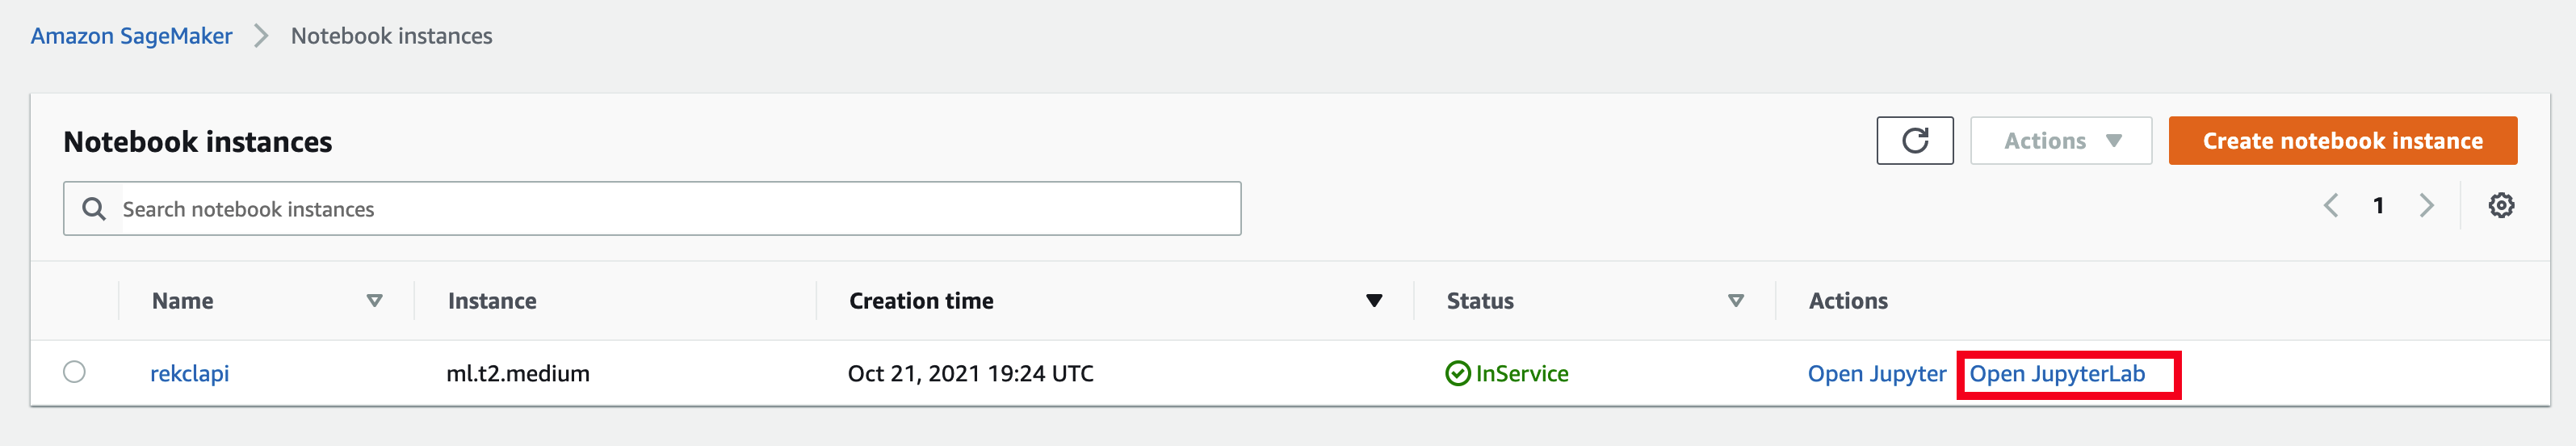 Amazon SageMaker Notebook instances
Notebook instances
Actions
Create notebook instance
Search notebook instances
1
Name Instance Creation time Status Actions
rekclapi ml.t2.medium Oct 21, 2021 19:24 UTC InService Open Jupyter Open JupyterLab